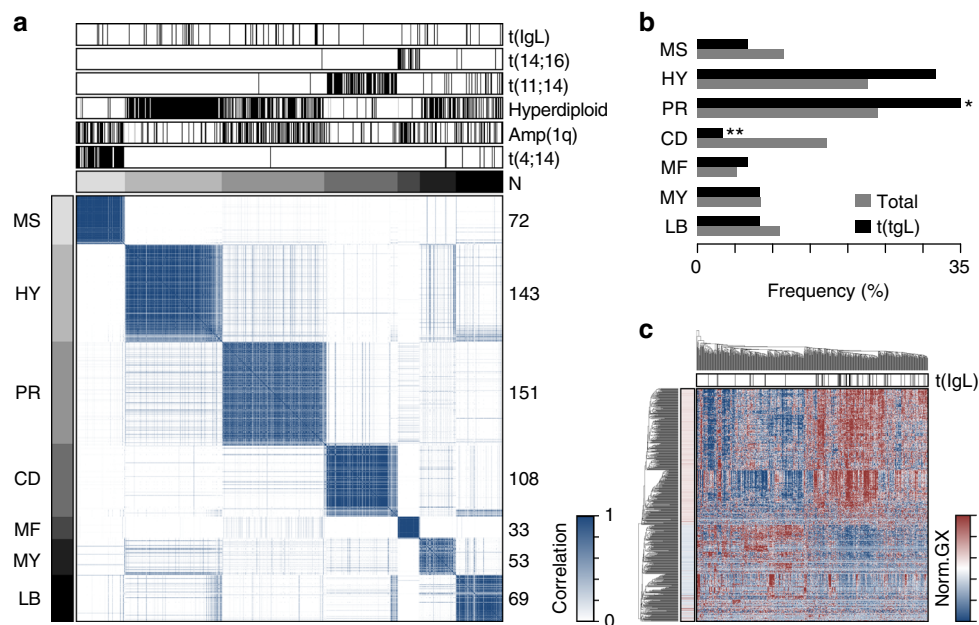 a
t(IgL)
t(14;16)
t(11;14)
Hyperdiploid
Amp(1q)
t(4;14)
N
MS 72
HY 143
PR 151
CD 108
MF 33
MY 53
LB 69
Correlation
1
0
b
MS
HY
PR *
CD **
MF
MY
LB
Total
t(tgL)
0 35
Frequency (%)
c
t(IgL)
Norm.GX